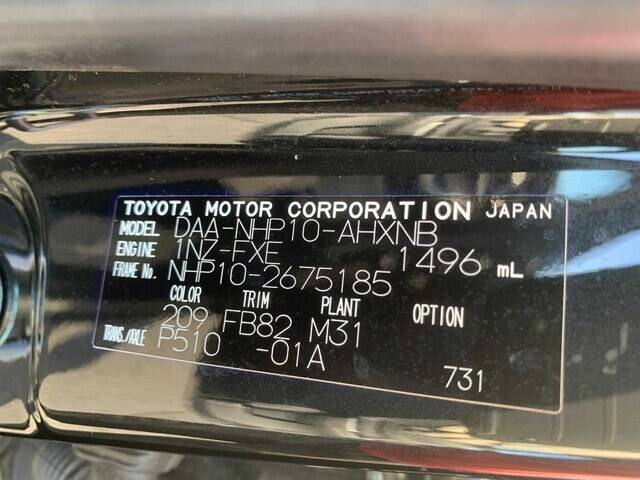 TOYOTA MOTOR CORPORATION JAPAN
MODEL DAA-NHP10-AHXNB
ENGINE 1NZ-FXE 1496 mL
FRAME No. NHP10-2675185
COLOR TRIM PLANT OPTION
209 FB82 M31
TRANS./AXLE P510 -01A
731